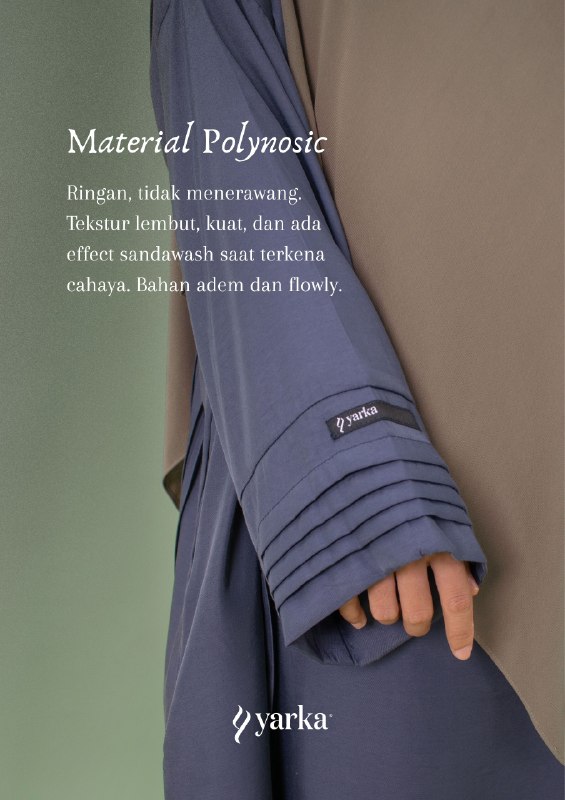 Material Polynosic
Ringan, tidak menerawang.
Tekstur lembut, kuat, dan ada
effect sandawash saat terkena
cahaya. Bahan adem dan flowly.
yarka
yarka